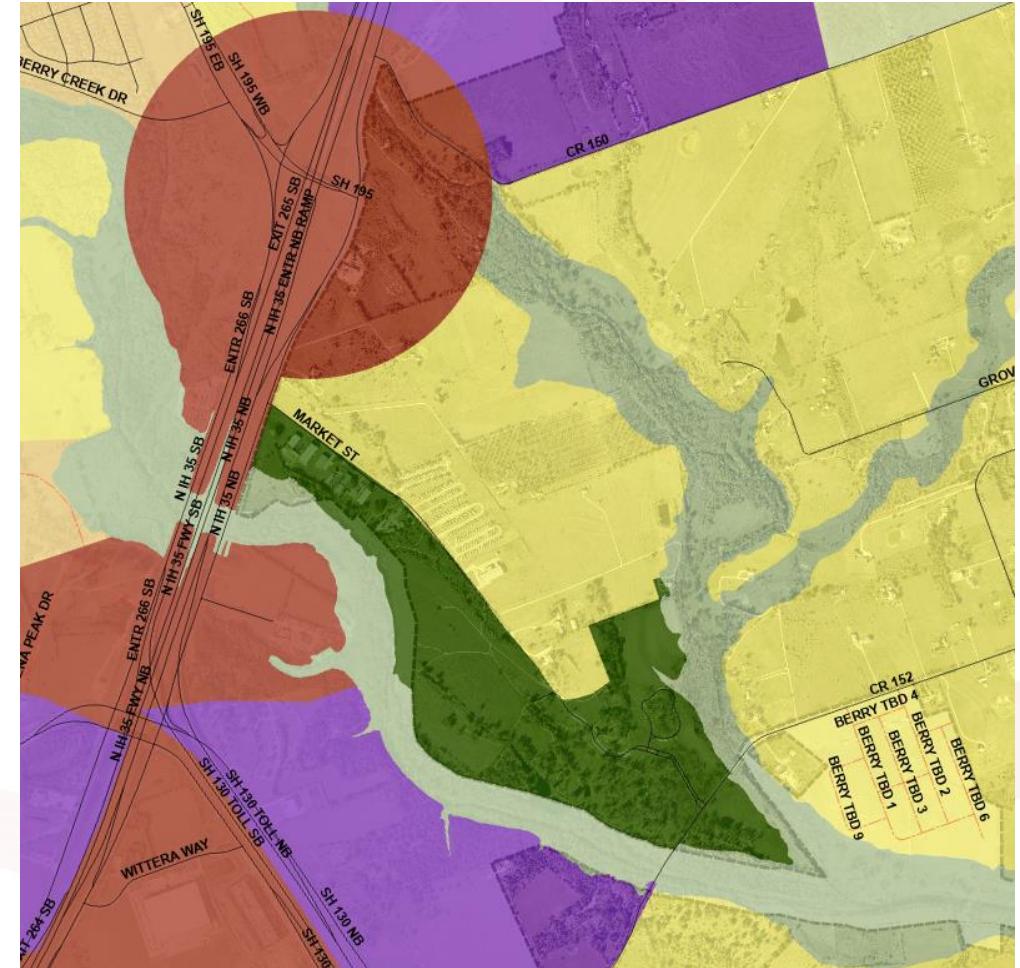 SH 195 EB
SH 195 WB
BERRY CREEK DR
CR 150
SH 195
EXIT 265 SB
N IH 35 ENTR NB RAMP
ENTR 266 SB
GROV
MARKET ST
N IH 35 NB
N IH 35 SB
N IH 35 NB
N IH 35 FWY SB
ENTR 266 SB
NA PEAK DR
CR 152
BERRY TBD 4
BERRY TBD 9
BERRY TBD 1
BERRY TBD 3
BERRY TBD 2
BERRY TBD 6
N IH 35 FWY NB
SH 130 TOLL NB
SH 130 TOLL SB
WITTERA WAY
SH 130 NB
SH 130
XIT 264 SB